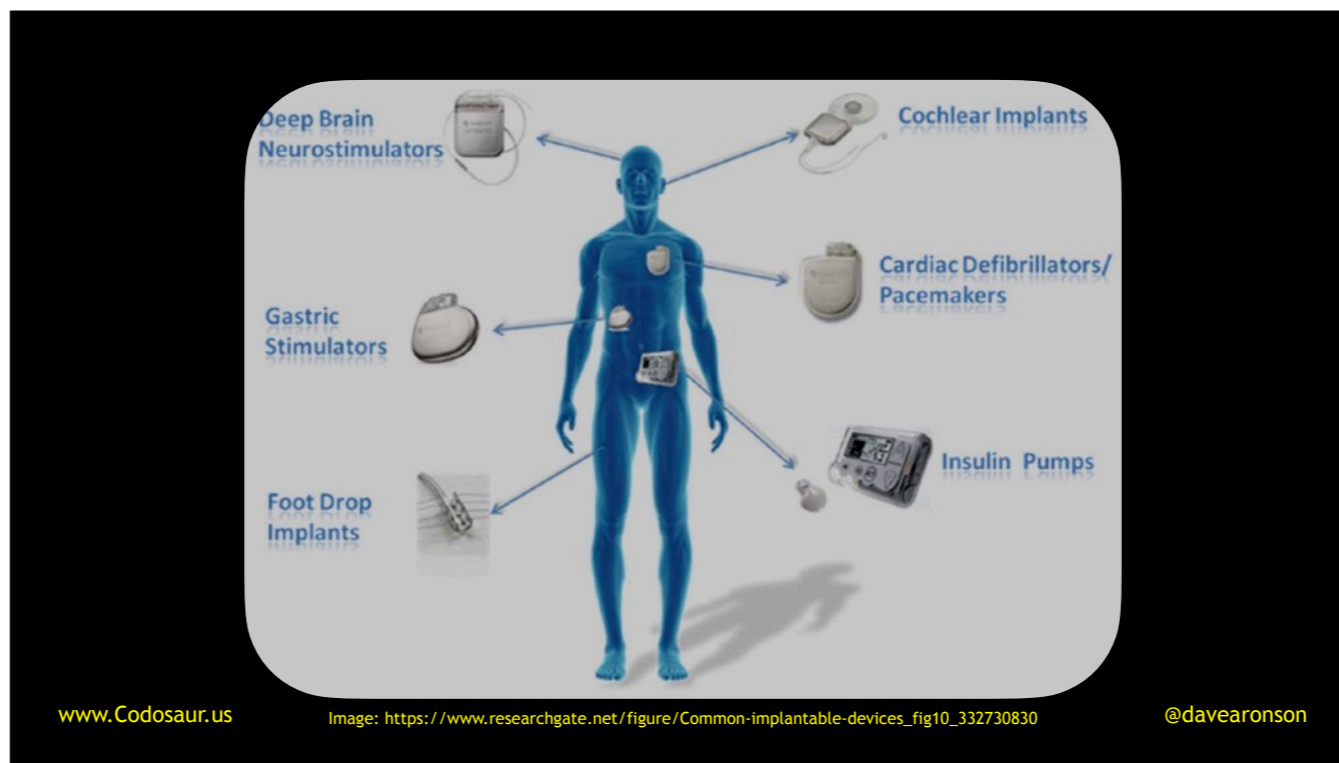 Deep Brain
Neurostimulators
Cochlear Implants
Cardiac Defibrillators/
Pacemakers
Gastric
Stimulators
Insulin Pumps
Foot Drop
Implants
www.Codosaur.us
Image: https://www.researchgate.net/figure/Common-implantable-devices_fig10_332730830
@davearonson